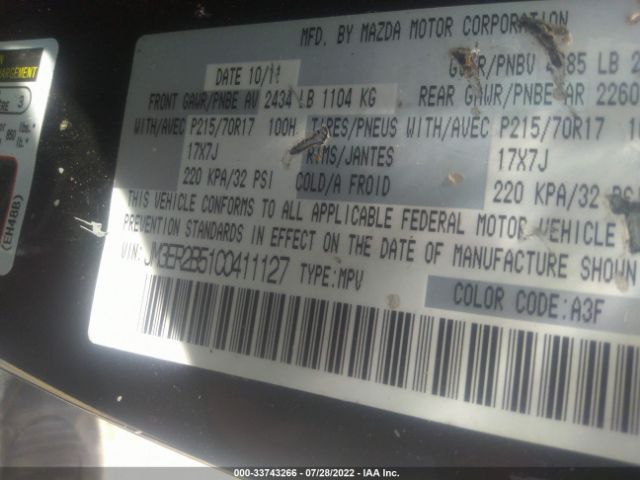 MFD. BY MAZDA MOTOR CORPORATION
DATE 10/11
85 LB
FRONT GAWR/PNBE AV 2434 LB 1104 KG
REAR GAWR/PNBE AR 2260
WITH/AVEC P215/70R17 100H TIRES/PNEUS WITH/AVEC P215/70R17
17X7J RIMS/JANTES 17X7J
220 KPA/32 PSI COLD/A FROID 220 KPA/32 PSI
THIS VEHICLE CONFORMS TO ALL APPLICABLE FEDERAL MOTOR VEHICLE
PREVENTION STANDARDS IN EFFECT ON THE DATE OF MANUFACTURE SHOWN
VIN: JM3ER2B51C0411127 TYPE:MPV
COLOR CODE:A3F
CHARGEMENT
3
(EH48B)
000-33743266 - 07/28/2022 - IAA Inc.